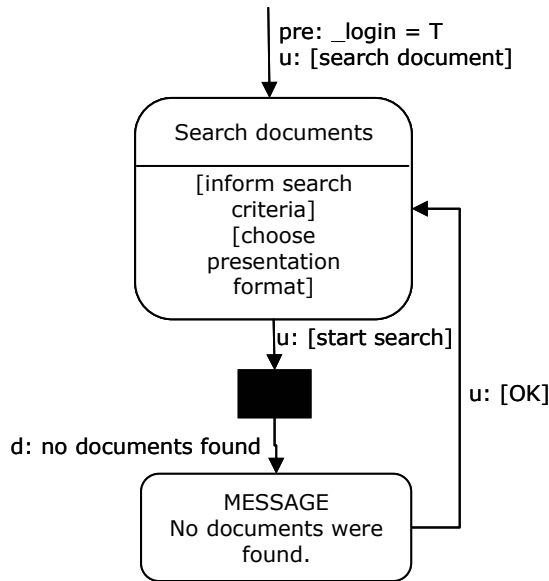 pre: _login = T
u: [search document]
Search documents
[inform search
criteria]
[choose
presentation
format]
u: [start search]
u: [OK]
d: no documents found
MESSAGE
No documents were
found.